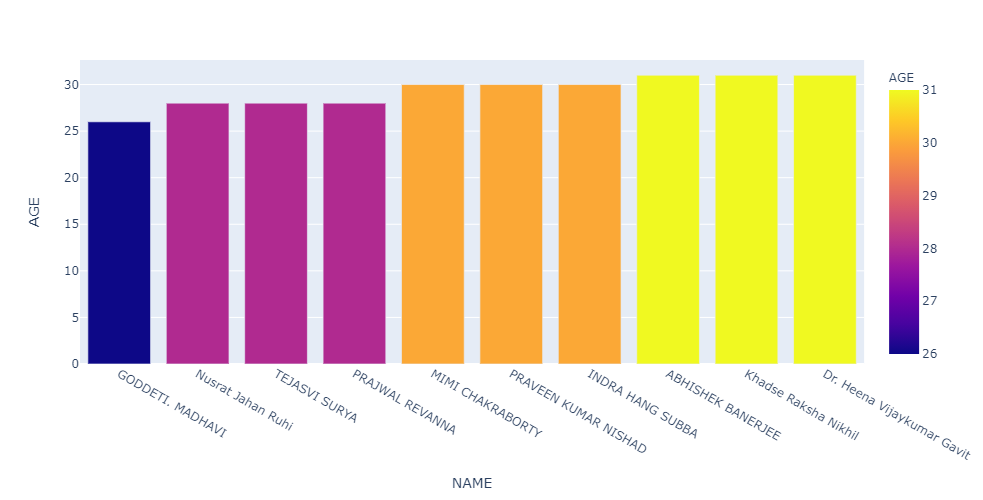 AGE
30
25
20
15
10
5
0
GODDETI. MADHAVI
Nusrat Jahan Ruhi
TEJASVI SURYA
PRAJWAL REVANNA
MIMI CHAKRABORTY
PRAVEEN KUMAR NISHAD
INDRA HANG SUBBA
ABHISHEK BANERJEE
Khadse Raksha Nikhil
Dr. Heena Vijaykumar Gavit
NAME
AGE
31
30
29
28
27
26